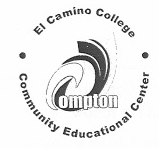 El Camino College
Compton
Community Educational Center